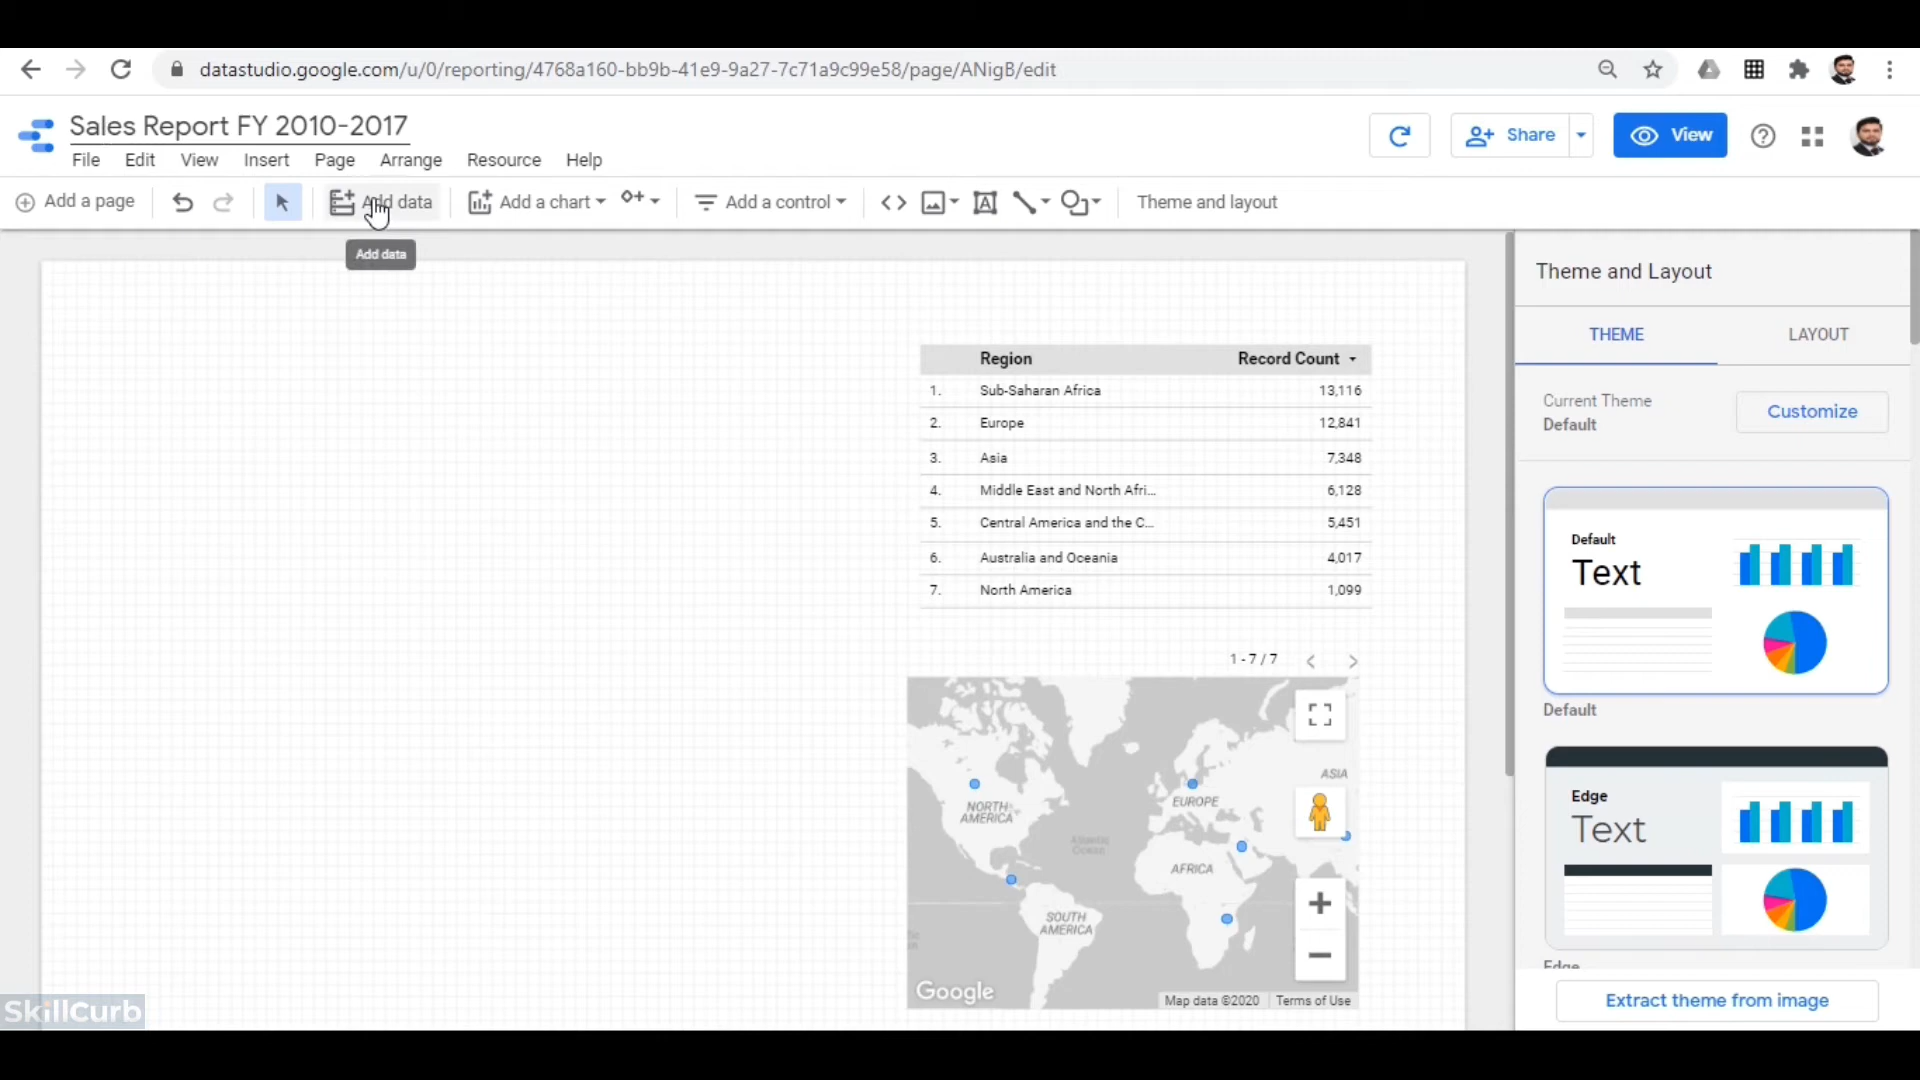 datastudio.google.com/u/0/reporting/4768a160-bb9b-41e9-9a27-7c71a9c99e58/page/ANigB/edit
Sales Report FY 2010-2017
File Edit View Insert Page Arrange Resource Help
Share
View
Add a page
Add data
Add a chart
Add a control
Theme and layout
Add data
Region Record Count
1. Sub-Saharan Africa 13,116
2. Europe 12,841
3. Asia 7,348
4. Middle East and North Afri... 6,128
5. Central America and the C... 5,451
6. Australia and Oceania 4,017
7. North America 1,099
1 - 7 / 7
ASIA
EUROPE
NORTH
AMERICA
Atlantic
Ocean
AFRICA
SOUTH
AMERICA
Google
Map data ©2020
Terms of Use
Theme and Layout
THEME
LAYOUT
Current Theme
Default
Customize
Default
Text
Default
Edge
Text
Edge
Extract theme from image
SkillCurb